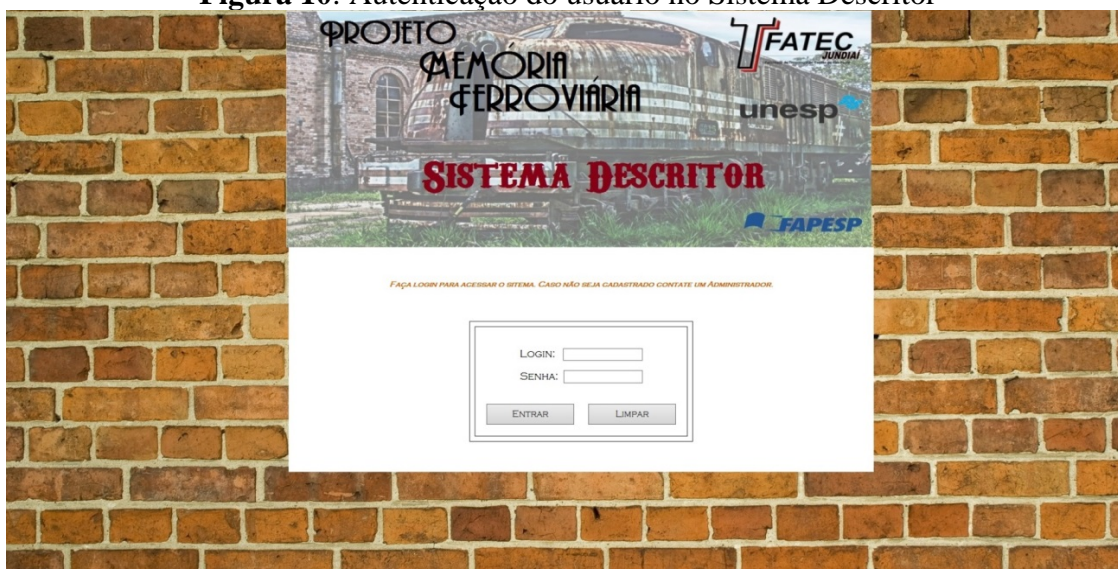 Figura 10: Autenticação do usuário no Sistema Descritor
PROJETO
MEMÓRIA
FERROVIÁRIA
FATEC
JUNDIAÍ
unesp
SISTEMA DESCRITOR
FAPESP
FAÇA LOGIN PARA ACESSAR O SITEMA. CASO NÃO SEJA CADASTRADO CONTATE UM ADMINISTRADOR.
LOGIN:
SENHA:
ENTRAR LIMPAR